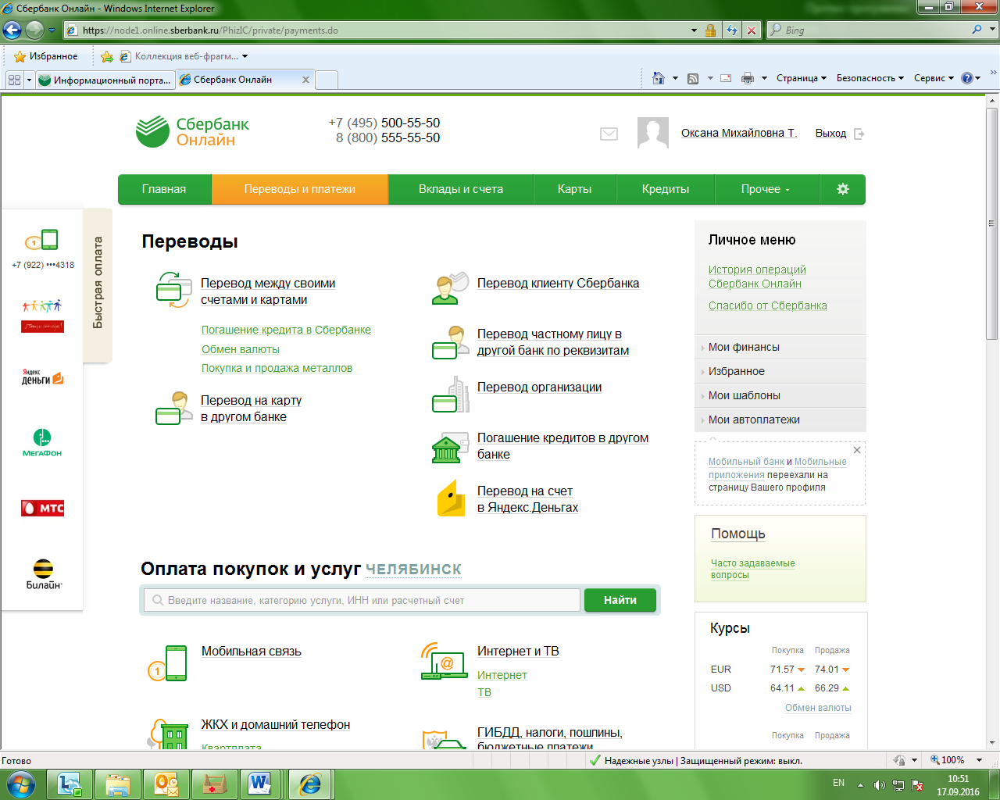 Сбербанк Онлайн - Windows Internet Explorer
https://node1.online.sberbank.ru/PhizIC/private/payments.do
Bing
Избранное
Коллекция веб-фрагм...
Информационный порта...
Сбербанк Онлайн
Страница
Безопасность
Сервис
Сбербанк
Онлайн
+7 (495) 500-55-50
8 (800) 555-55-50
Оксана Михайловна Т.
Выход
Главная
Переводы и платежи
Вклады и счета
Карты
Кредиты
Прочее
+7 (922) •••4318
Яндекс
деньги
МегаФон
МТС
Билайн
Быстрая оплата
Переводы
Перевод между своими
счетами и картами
Погашение кредита в Сбербанке
Обмен валюты
Покупка и продажа металлов
Перевод на карту
в другом банке
Перевод клиенту Сбербанка
Перевод частному лицу в
другой банк по реквизитам
Перевод организации
Погашение кредитов в другом
банке
Перевод на счет
в Яндекс.Деньгах
Оплата покупок и услуг ЧЕЛЯБИНСК
Введите название, категорию услуги, ИНН или расчетный счет
Найти
Мобильная связь
Интернет и ТВ
Интернет
ТВ
ЖКХ и домашний телефон
Квартплата
ГИБДД, налоги, пошлины,
бюджетные платежи
Личное меню
История операций
Сбербанк Онлайн
Спасибо от Сбербанка
Мои финансы
Избранное
Мои шаблоны
Мои автоплатежи
Мобильный банк и Мобильные
приложения переехали на
страницу Вашего профиля
Помощь
Часто задаваемые
вопросы
Курсы
Покупка Продажа
EUR 71.57 74.01
USD 64.11 66.29
Обмен валюты
Покупка Продажа
Готово
Надежные узлы | Защищенный режим: выкл.
100%
EN
10:51
17.09.2016